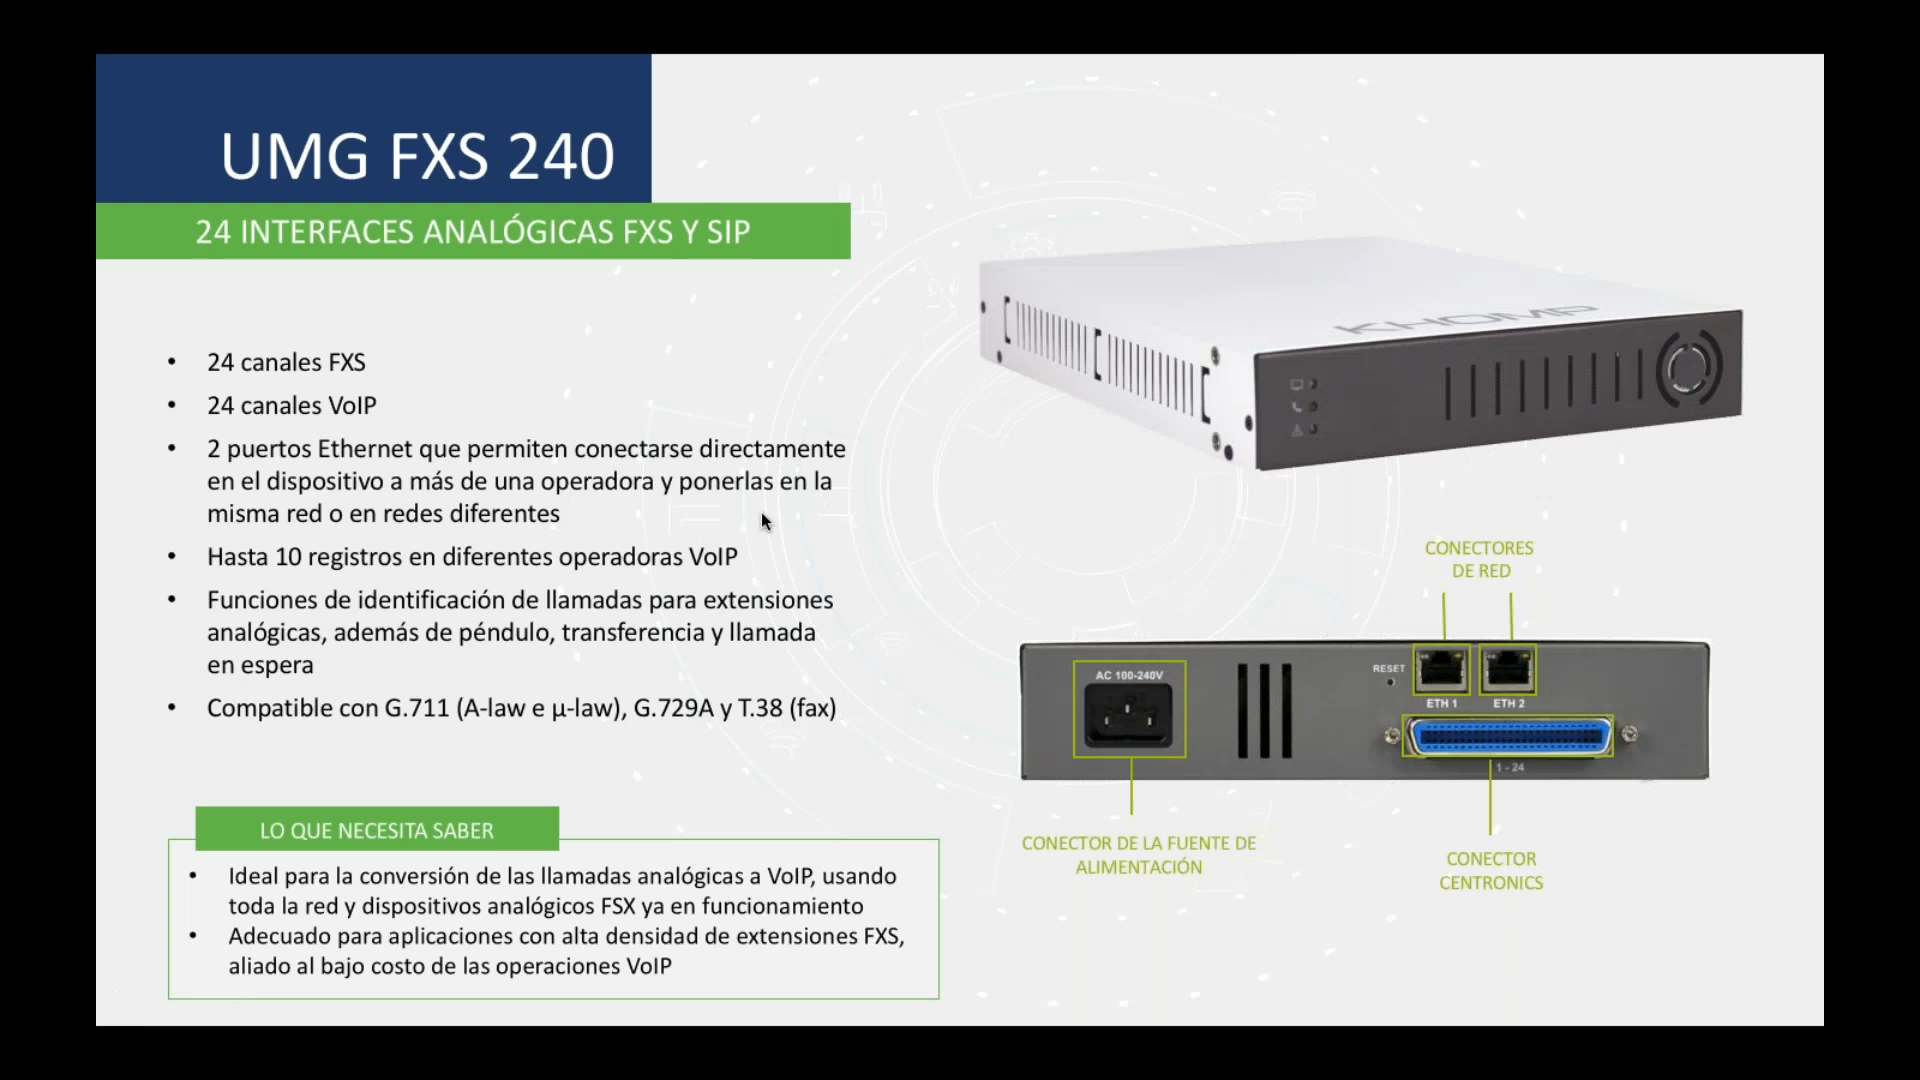 UMG FXS 240
24 INTERFACES ANALÓGICAS FXS Y SIP
• 24 canales FXS
• 24 canales VoIP
• 2 puertos Ethernet que permiten conectarse directamente
en el dispositivo a más de una operadora y ponerlas en la
misma red o en redes diferentes
• Hasta 10 registros en diferentes operadoras VoIP
• Funciones de identificación de llamadas para extensiones
analógicas, además de péndulo, transferencia y llamada
en espera
• Compatible con G.711 (A-law e µ-law), G.729A y T.38 (fax)
LO QUE NECESITA SABER
• Ideal para la conversión de las llamadas analógicas a VoIP, usando
toda la red y dispositivos analógicos FSX ya en funcionamiento
• Adecuado para aplicaciones con alta densidad de extensiones FXS,
aliado al bajo costo de las operaciones VoIP
KHOMP
CONECTORES
DE RED
AC 100-240V
RESET
ETH 1
ETH 2
1 - 24
CONECTOR DE LA FUENTE DE
ALIMENTACIÓN
CONECTOR
CENTRONICS